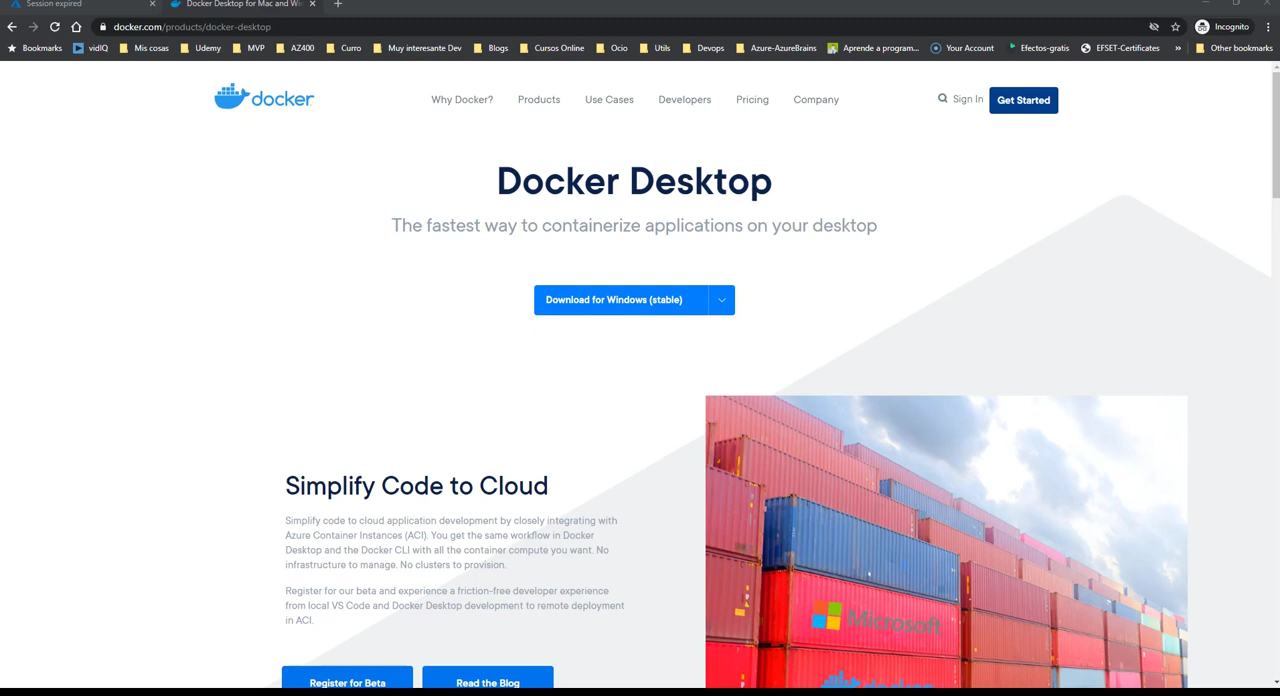 Session expired
Docker Desktop for Mac and Wi
docker.com/products/docker-desktop
Incognito
Bookmarks vidIQ Mis cosas Udemy MVP AZ400 Curro Muy interesante Dev Blogs Cursos Online Ocio Utils Devops Azure-AzureBrains Aprende a program... Your Account Efectos-gratis EFSET-Certificates » Other bookmarks
docker
Why Docker? Products Use Cases Developers Pricing Company
Sign In
Get Started
Docker Desktop
The fastest way to containerize applications on your desktop
Download for Windows (stable)
Simplify Code to Cloud
Simplify code to cloud application development by closely integrating with
Azure Container Instances (ACI). You get the same workflow in Docker
Desktop and the Docker CLI with all the container compute you want. No
infrastructure to manage. No clusters to provision.
Register for our beta and experience a friction-free developer experience
from local VS Code and Docker Desktop development to remote deployment
in ACI.
Register for Beta
Read the Blog
Microsoft